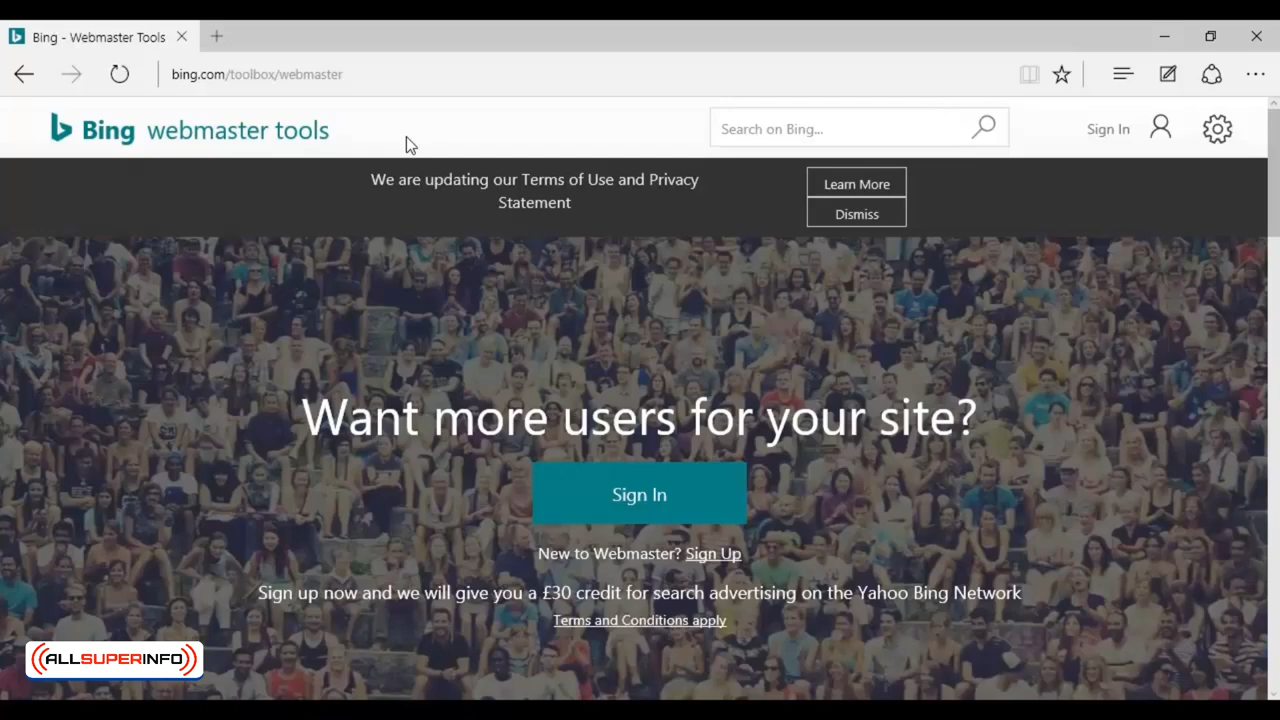 Bing - Webmaster Tools
bing.com/toolbox/webmaster
Bing webmaster tools
Search on Bing...
Sign In
We are updating our Terms of Use and Privacy
Statement
Learn More
Dismiss
Want more users for your site?
Sign In
New to Webmaster? Sign Up
Sign up now and we will give you a £30 credit for search advertising on the Yahoo Bing Network
Terms and Conditions apply
ALLSUPERINFO